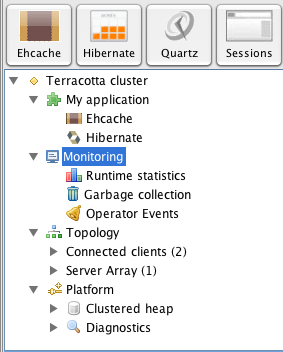 Ehcache Hibernate Quartz Sessions
Terracotta cluster
My application
Ehcache
Hibernate
Monitoring
Runtime statistics
Garbage collection
Operator Events
Topology
Connected clients (2)
Server Array (1)
Platform
Clustered heap
Diagnostics